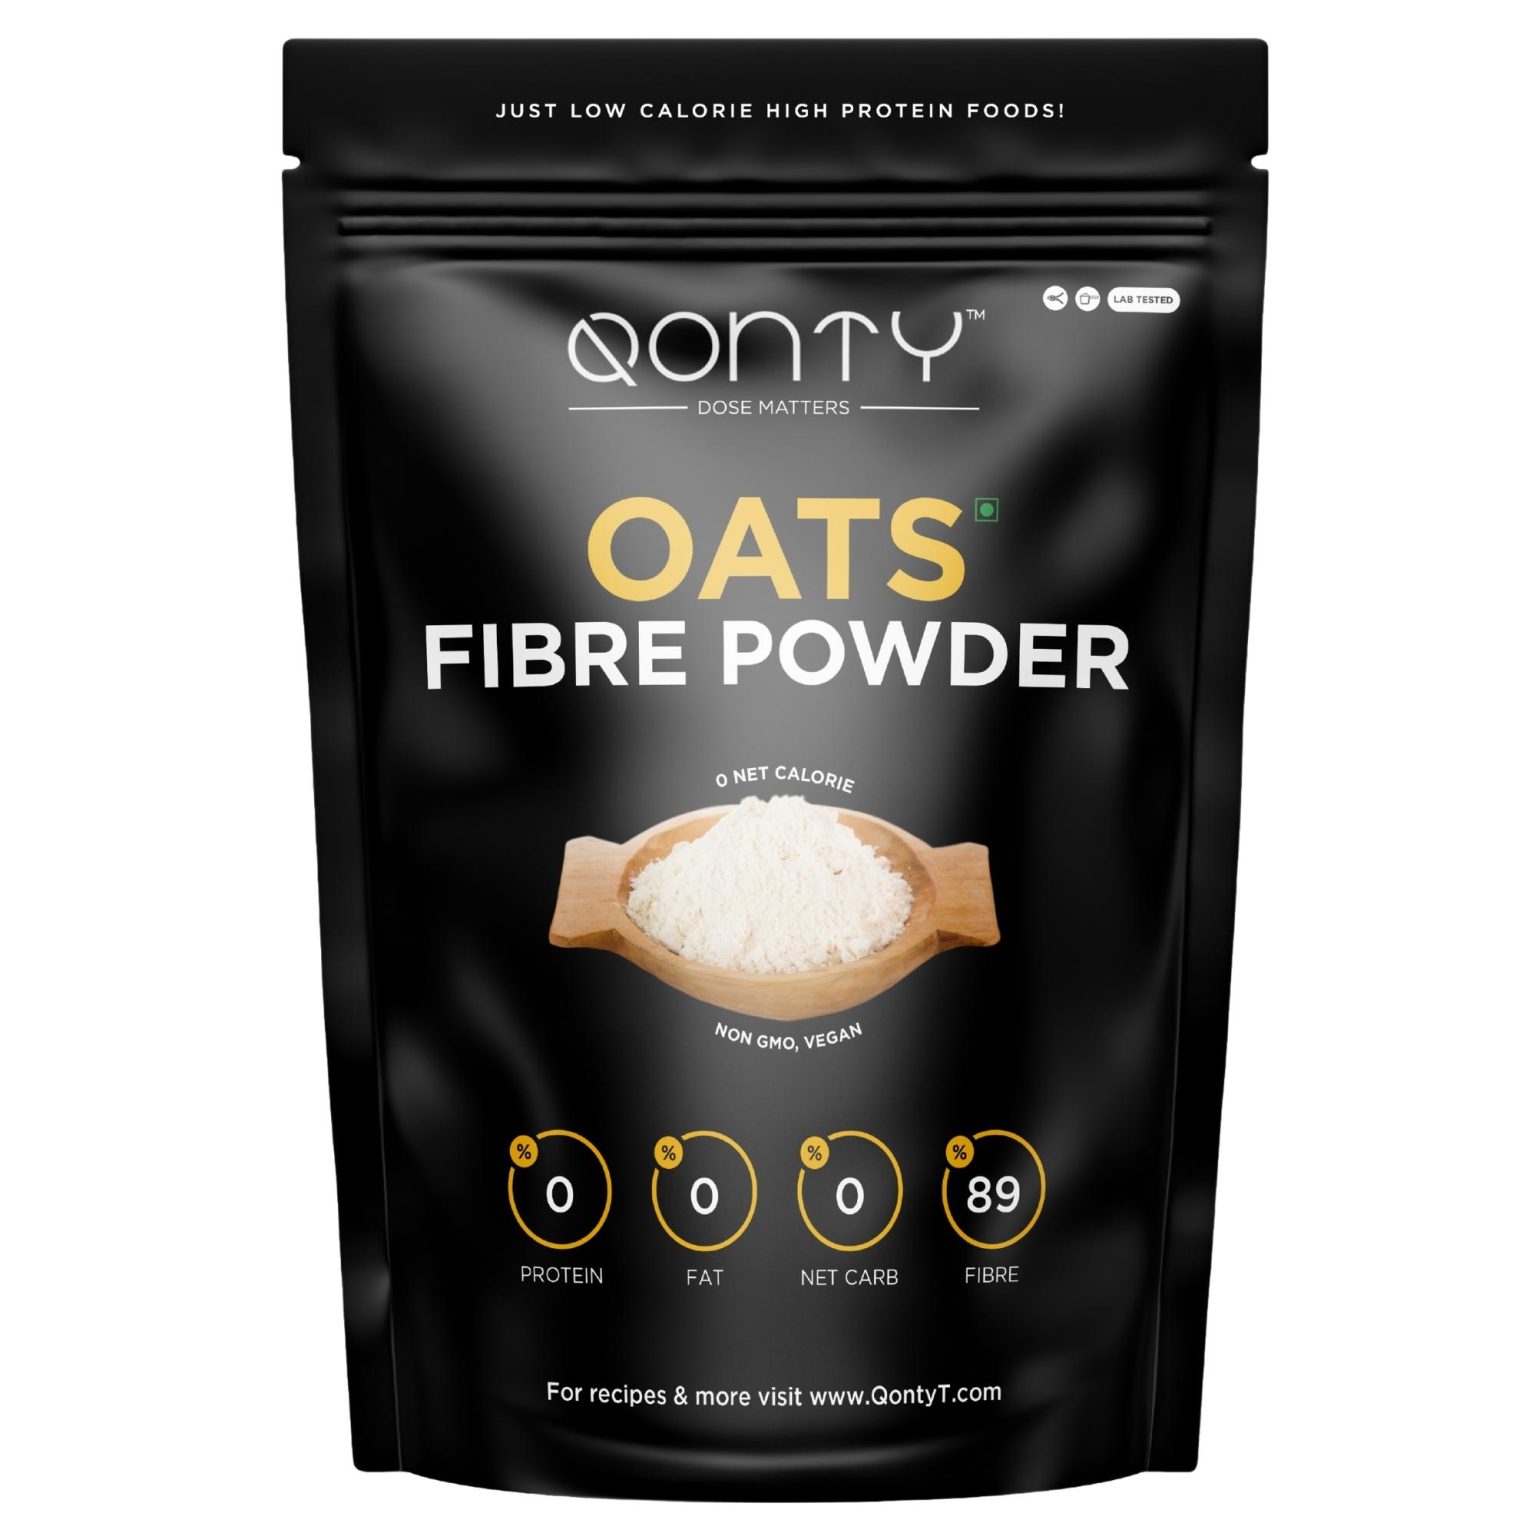 JUST LOW CALORIE HIGH PROTEIN FOODS!
LAB TESTED
QONTY™
DOSE MATTERS
OATS
FIBRE POWDER
0 NET CALORIE
NON GMO, VEGAN
% % % %
0 0 0 89
PROTEIN FAT NET CARB FIBRE
For recipes & more visit www.QontyT.com